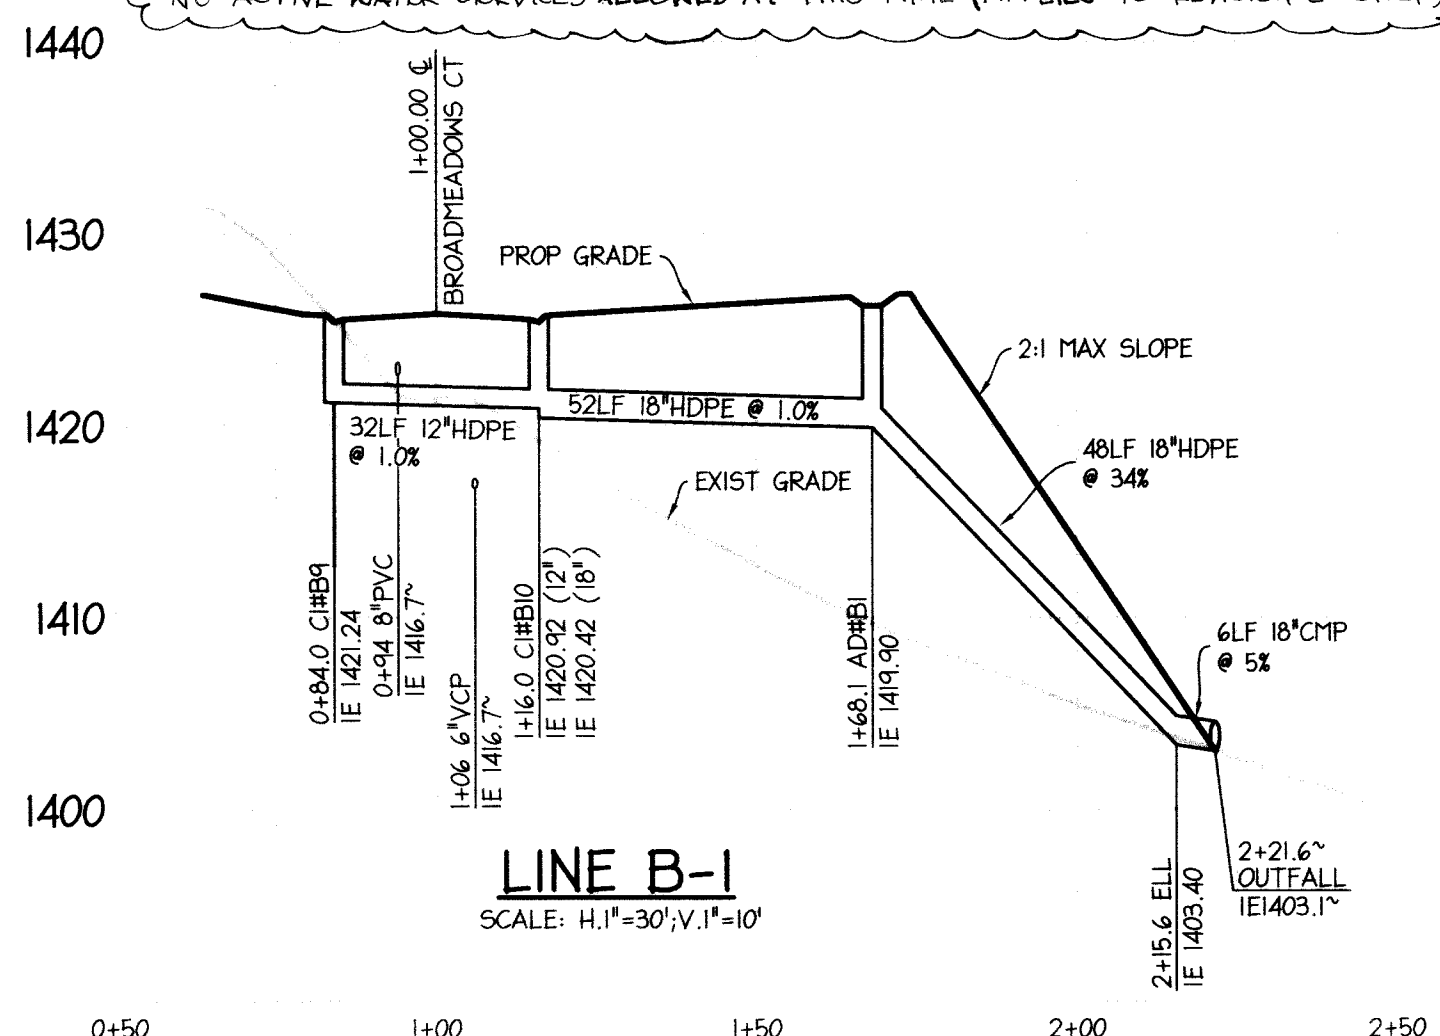 NO ACTIVE WATER SERVICES ALLOWED AT THIS TIME
1440
1+00.00 ℄
BROADMEADOWS CT
1430
PROP GRADE
2:1 MAX SLOPE
1420
52LF 18"HDPE @ 1.0%
32LF 12"HDPE
@ 1.0%
48LF 18"HDPE
@ 34%
EXIST GRADE
1410
0+84.0 CI#B9
IE 1421.24
0+94 8"PVC
IE 1416.7~
1+06 6"VCP
IE 1416.7~
1+16.0 CI#B10
IE 1420.92 (12")
IE 1420.42 (18")
1+68.1 AD#B1
IE 1419.90
6LF 18"CMP
@ 5%
1400
LINE B-1
SCALE: H.1"=30';V.1"=10'
2+15.6 ELL
IE 1403.40
2+21.6~
OUTFALL
IE1403.1~
0+50 1+00 1+50 2+00 2+50